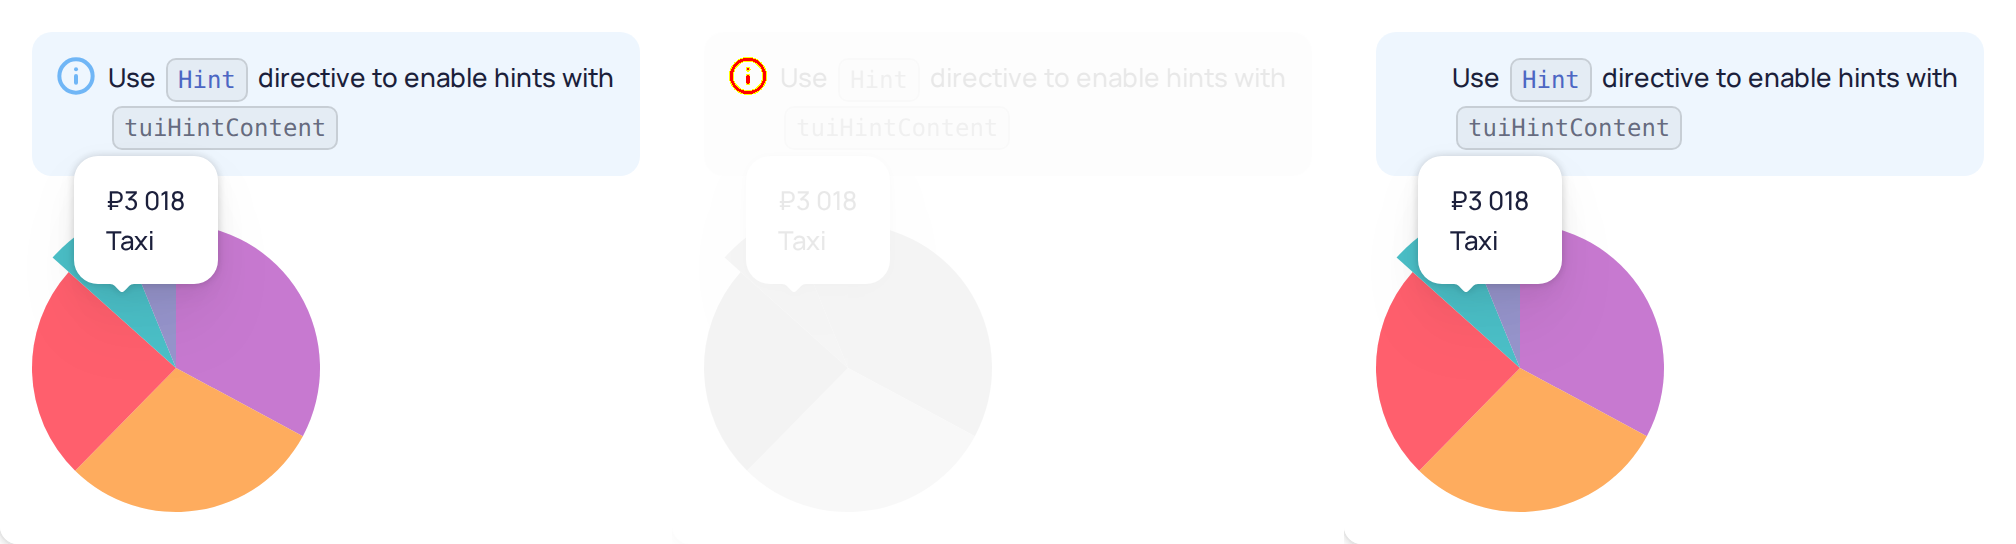 Use Hint directive to enable hints with
tuiHintContent
₽3 018
Taxi
Use Hint directive to enable hints with
tuiHintContent
₽3 018
Taxi
Use Hint directive to enable hints with
tuiHintContent
₽3 018
Taxi